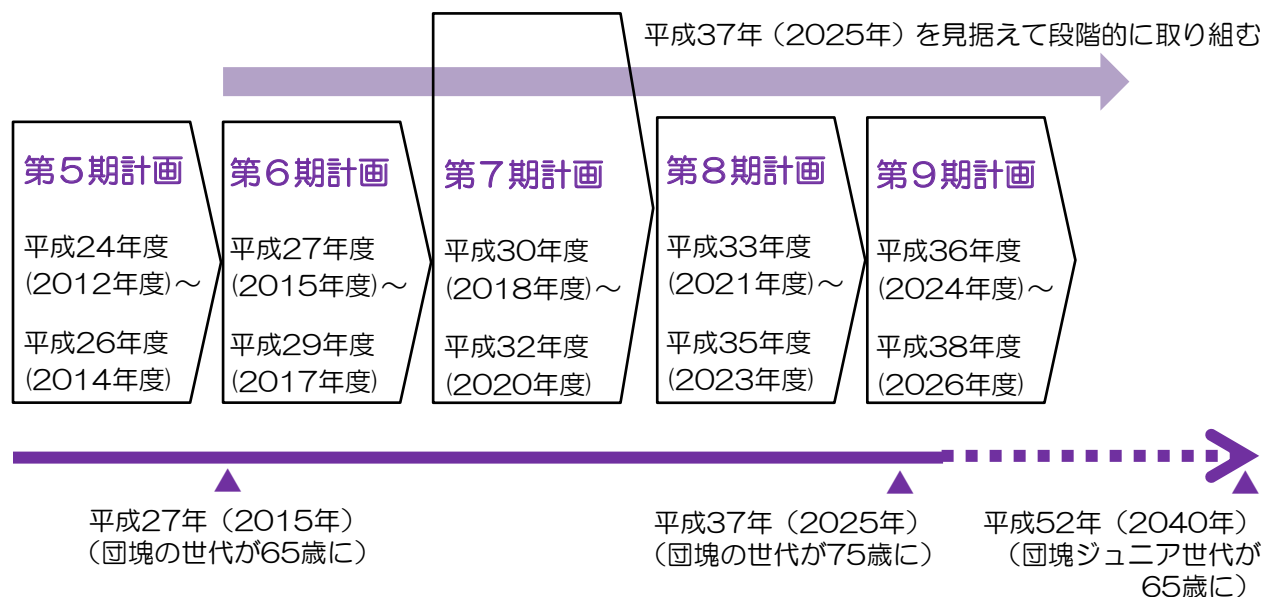 平成37年（2025年）を見据えて段階的に取り組む
第5期計画
平成24年度
(2012年度)～
平成26年度
(2014年度)
第6期計画
平成27年度
(2015年度)～
平成29年度
(2017年度)
第7期計画
平成30年度
(2018年度)～
平成32年度
(2020年度)
第8期計画
平成33年度
(2021年度)～
平成35年度
(2023年度)
第9期計画
平成36年度
(2024年度)～
平成38年度
(2026年度)
平成27年（2015年）
（団塊の世代が65歳に）
平成37年（2025年）
（団塊の世代が75歳に）
平成52年（2040年）
（団塊ジュニア世代が
65歳に）